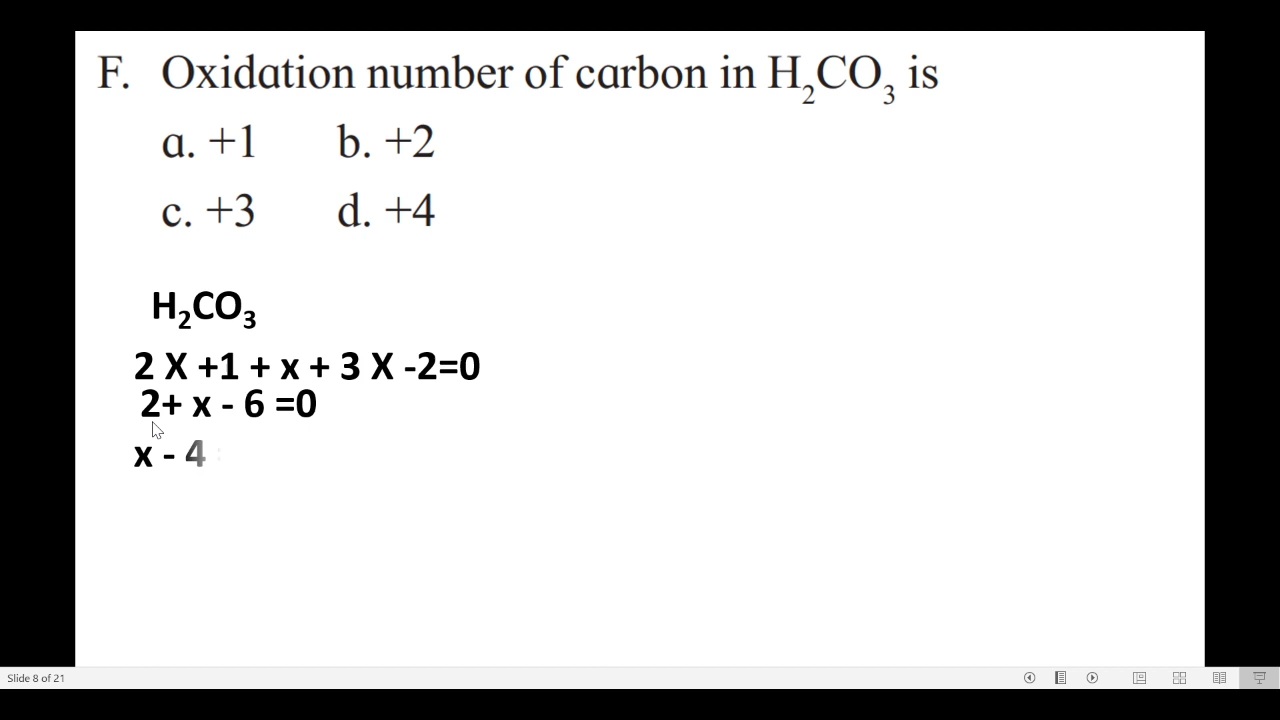 F. Oxidation number of carbon in H₂CO₃ is
a. +1 b. +2
c. +3 d. +4
H₂CO₃
2 X +1 + x + 3 X -2=0
2+ x - 6 =0
x - 4
Slide 8 of 21